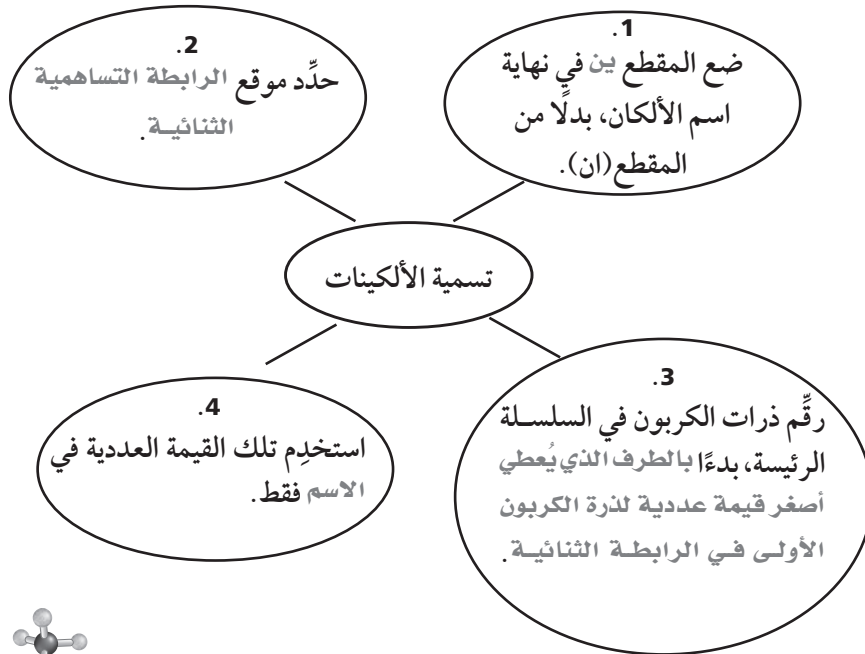 .1
ضع المقطع ين في نهاية
اسم الألكان، بدلًا من
المقطع (ان).
.2
حدِّد موقع الرابطة التساهمية
الثنائيـة.
تسمية الألكينات
.3
رقِّم ذرات الكربون في السلسلة
الرئيسة، بدءًا بالطرف الذي يُعطي
أصغر قيمة عددية لذرة الكربون
الأولى في الرابطة الثنائيـة.
.4
استخدِم تلك القيمة العددية في
الاسم فقط.